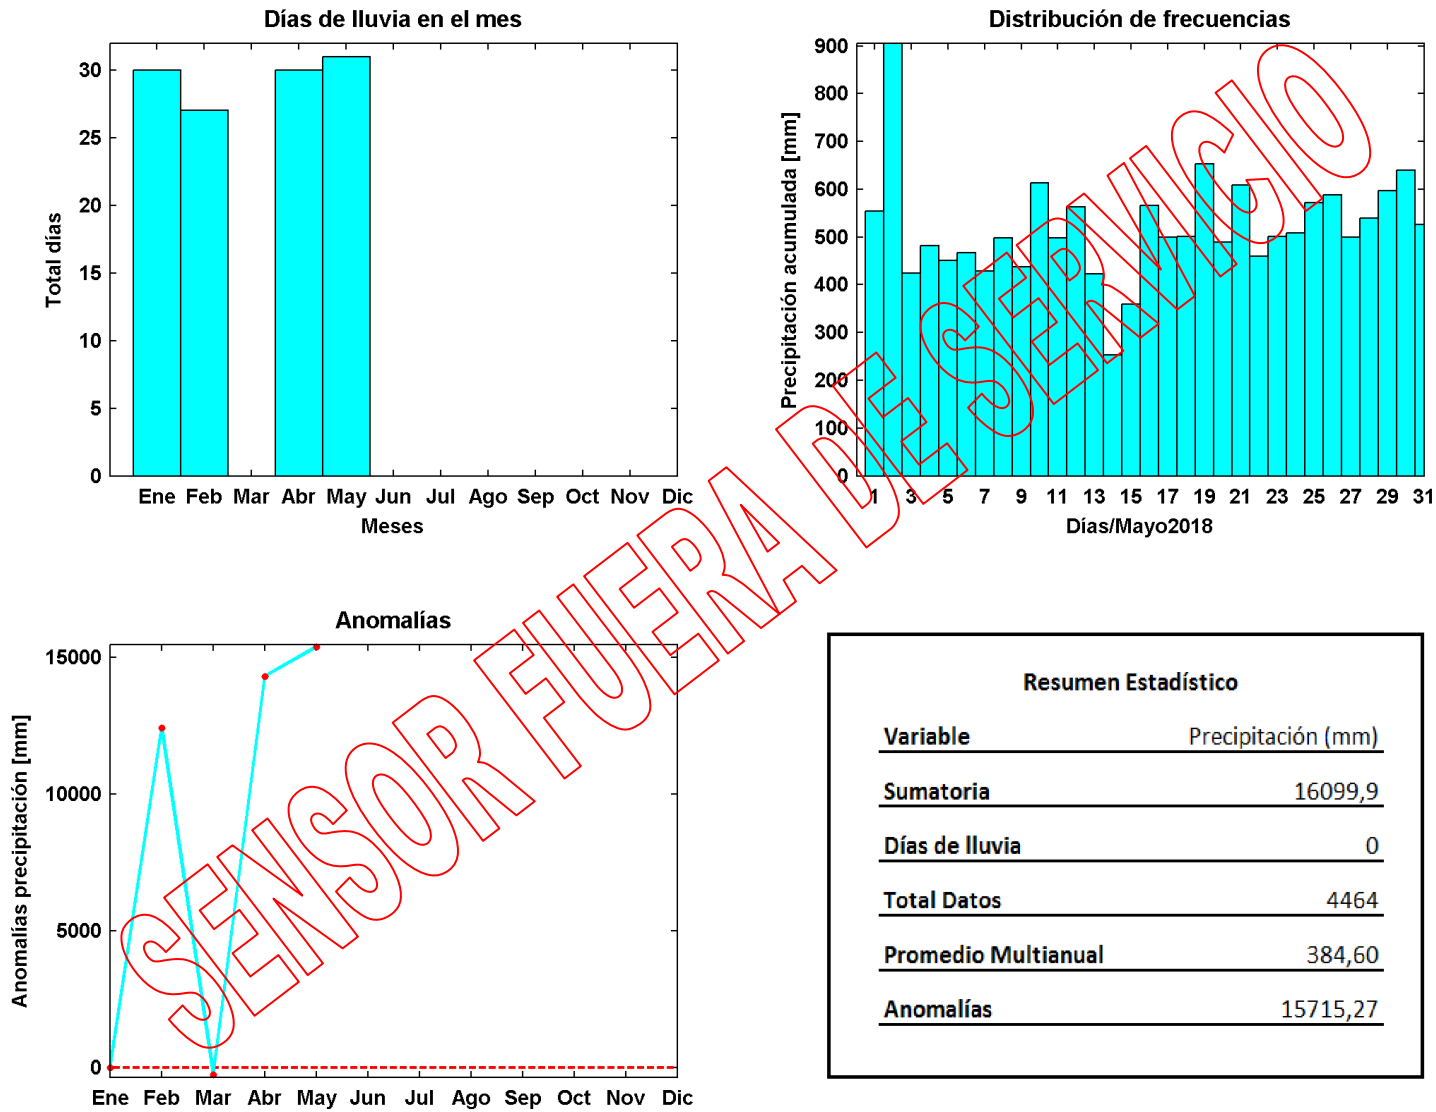 Días de lluvia en el mes
Total días
30
25
20
15
10
5
0
Ene Feb Mar Abr May Jun Jul Ago Sep Oct Nov Dic
Meses
Distribución de frecuencias
Precipitación acumulada [mm]
900
800
700
600
500
400
300
200
100
0
1 3 5 7 9 11 13 15 17 19 21 23 25 27 29 31
Días/Mayo2018
SENSOR FUERA DE SERVICIO
Anomalías
Anomalías precipitación [mm]
15000
10000
5000
0
Ene Feb Mar Abr May Jun Jul Ago Sep Oct Nov Dic
Resumen Estadístico
Variable Precipitación (mm)
Sumatoria 16099,9
Días de lluvia 0
Total Datos 4464
Promedio Multianual 384,60
Anomalías 15715,27